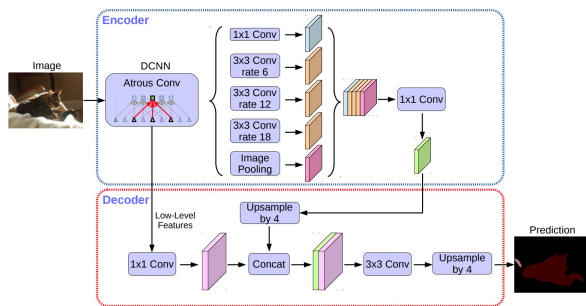 Encoder
Image
DCNN
Atrous Conv
1x1 Conv
3x3 Conv
rate 6
3x3 Conv
rate 12
3x3 Conv
rate 18
Image
Pooling
1x1 Conv
Decoder
Low-Level
Features
Upsample
by 4
1x1 Conv
Concat
3x3 Conv
Upsample
by 4
Prediction